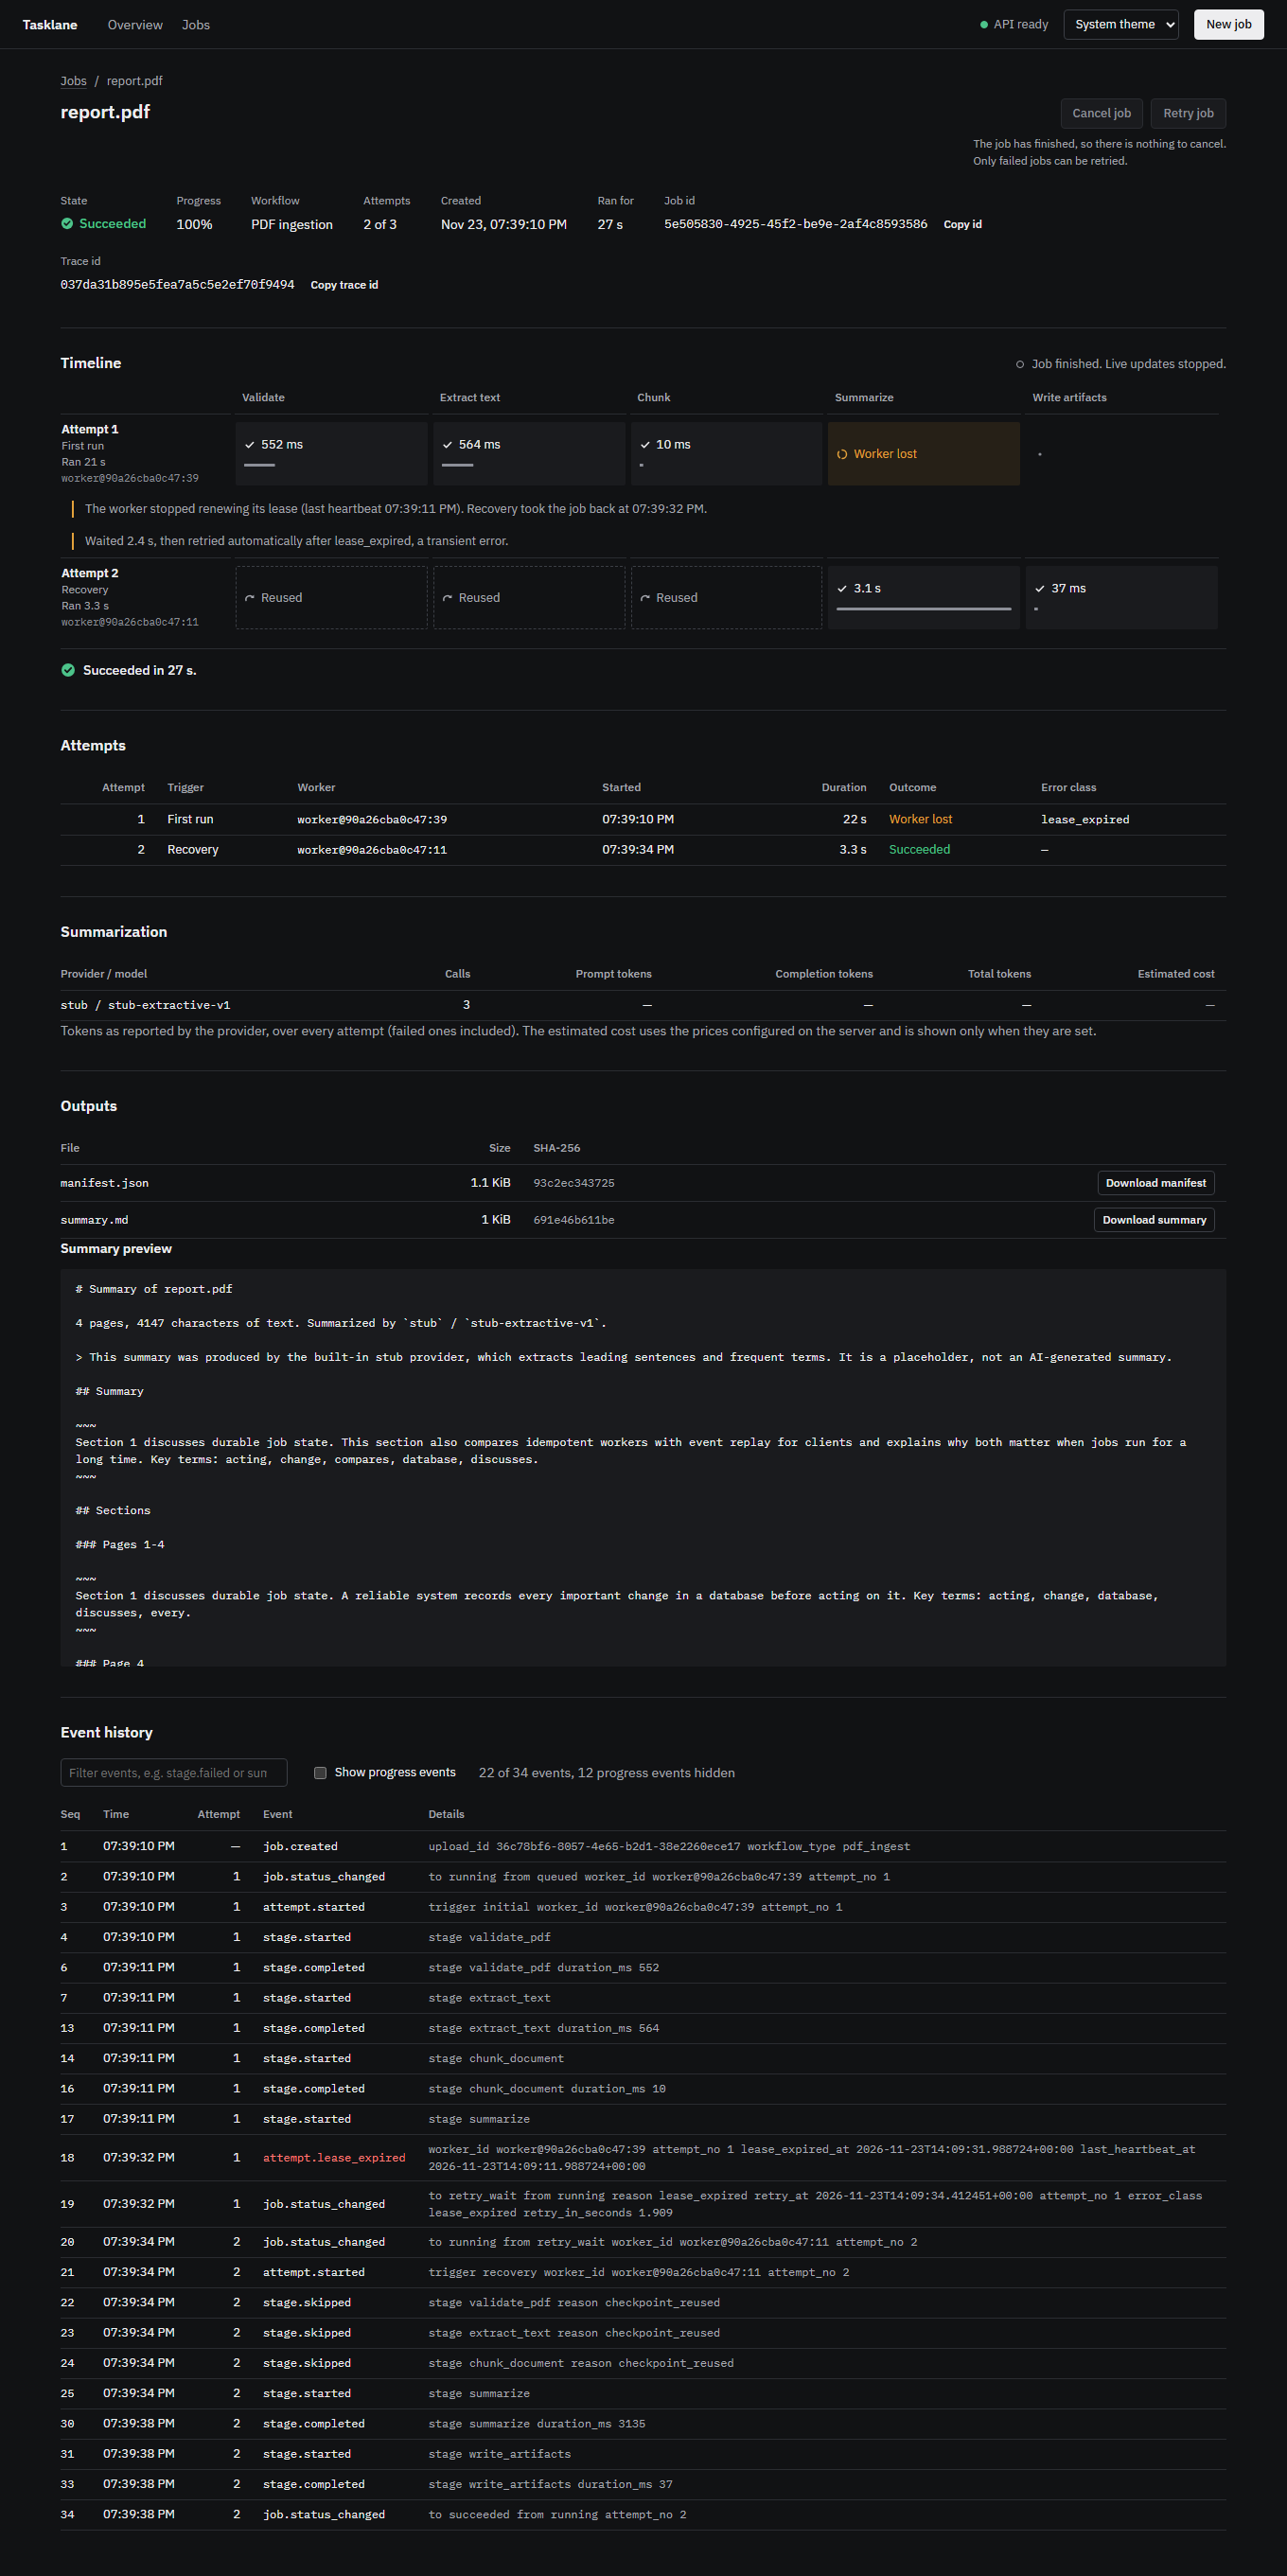 Tasklane Overview Jobs API ready System theme New job
Jobs / report.pdf
report.pdf
Cancel job Retry job
The job has finished, so there is nothing to cancel.
Only failed jobs can be retried.
State Progress Workflow Attempts Created Ran for Job id
Succeeded 100% PDF ingestion 2 of 3 Nov 23, 07:39:10 PM 27 s 5e505830-4925-45f2-be9e-2af4c8593586 Copy id
Trace id
037da31b895e5fea7a5c5e2ef70f9494 Copy trace id
Timeline Job finished. Live updates stopped.
Validate Extract text Chunk Summarize Write artifacts
Attempt 1
First run
Ran 21 s
worker@90a26cba0c47:39
552 ms 564 ms 10 ms Worker lost
The worker stopped renewing its lease (last heartbeat 07:39:11 PM). Recovery took the job back at 07:39:32 PM.
Waited 2.4 s, then retried automatically after lease_expired, a transient error.
Attempt 2
Recovery
Ran 3.3 s
worker@90a26cba0c47:11
Reused Reused Reused 3.1 s 37 ms
Succeeded in 27 s.
Attempts
Attempt Trigger Worker Started Duration Outcome Error class
1 First run worker@90a26cba0c47:39 07:39:10 PM 22 s Worker lost lease_expired
2 Recovery worker@90a26cba0c47:11 07:39:34 PM 3.3 s Succeeded —
Summarization
Provider / model Calls Prompt tokens Completion tokens Total tokens Estimated cost
stub / stub-extractive-v1 3 — — — —
Tokens as reported by the provider, over every attempt (failed ones included). The estimated cost uses the prices configured on the server and is shown only when they are set.
Outputs
File Size SHA-256
manifest.json 1.1 KiB 93c2ec343725 Download manifest
summary.md 1 KiB 691e46b611be Download summary
Summary preview
# Summary of report.pdf
4 pages, 4147 characters of text. Summarized by `stub` / `stub-extractive-v1`.
> This summary was produced by the built-in stub provider, which extracts leading sentences and frequent terms. It is a placeholder, not an AI-generated summary.
## Summary
~~~
Section 1 discusses durable job state. This section also compares idempotent workers with event replay for clients and explains why both matter when jobs run for a
long time. Key terms: acting, change, compares, database, discusses.
~~~
## Sections
### Pages 1-4
~~~
Section 1 discusses durable job state. A reliable system records every important change in a database before acting on it. Key terms: acting, change, database,
discusses, every.
~~~
### Page 4
Event history
Filter events, e.g. stage.failed or sum Show progress events 22 of 34 events, 12 progress events hidden
Seq Time Attempt Event Details
1 07:39:10 PM — job.created upload_id 36c78bf6-8057-4e65-b2d1-38e2260ece17 workflow_type pdf_ingest
2 07:39:10 PM 1 job.status_changed to running from queued worker_id worker@90a26cba0c47:39 attempt_no 1
3 07:39:10 PM 1 attempt.started trigger initial worker_id worker@90a26cba0c47:39 attempt_no 1
4 07:39:10 PM 1 stage.started stage validate_pdf
6 07:39:11 PM 1 stage.completed stage validate_pdf duration_ms 552
7 07:39:11 PM 1 stage.started stage extract_text
13 07:39:11 PM 1 stage.completed stage extract_text duration_ms 564
14 07:39:11 PM 1 stage.started stage chunk_document
16 07:39:11 PM 1 stage.completed stage chunk_document duration_ms 10
17 07:39:11 PM 1 stage.started stage summarize
18 07:39:32 PM 1 attempt.lease_expired worker_id worker@90a26cba0c47:39 attempt_no 1 lease_expired_at 2026-11-23T14:09:31.988724+00:00 last_heartbeat_at
2026-11-23T14:09:11.988724+00:00
19 07:39:32 PM 1 job.status_changed to retry_wait from running reason lease_expired retry_at 2026-11-23T14:09:34.412451+00:00 attempt_no 1 error_class
lease_expired retry_in_seconds 1.909
20 07:39:34 PM 2 job.status_changed to running from retry_wait worker_id worker@90a26cba0c47:11 attempt_no 2
21 07:39:34 PM 2 attempt.started trigger recovery worker_id worker@90a26cba0c47:11 attempt_no 2
22 07:39:34 PM 2 stage.skipped stage validate_pdf reason checkpoint_reused
23 07:39:34 PM 2 stage.skipped stage extract_text reason checkpoint_reused
24 07:39:34 PM 2 stage.skipped stage chunk_document reason checkpoint_reused
25 07:39:34 PM 2 stage.started stage summarize
30 07:39:38 PM 2 stage.completed stage summarize duration_ms 3135
31 07:39:38 PM 2 stage.started stage write_artifacts
33 07:39:38 PM 2 stage.completed stage write_artifacts duration_ms 37
34 07:39:38 PM 2 job.status_changed to succeeded from running attempt_no 2